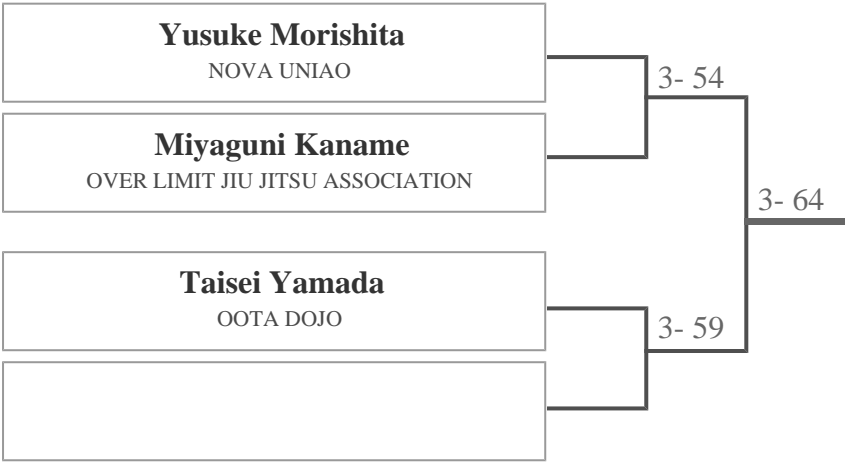 Yusuke Morishita
NOVA UNIAO
3- 54
Miyaguni Kaname
OVER LIMIT JIU JITSU ASSOCIATION
3- 64
Taisei Yamada
OOTA DOJO
3- 59